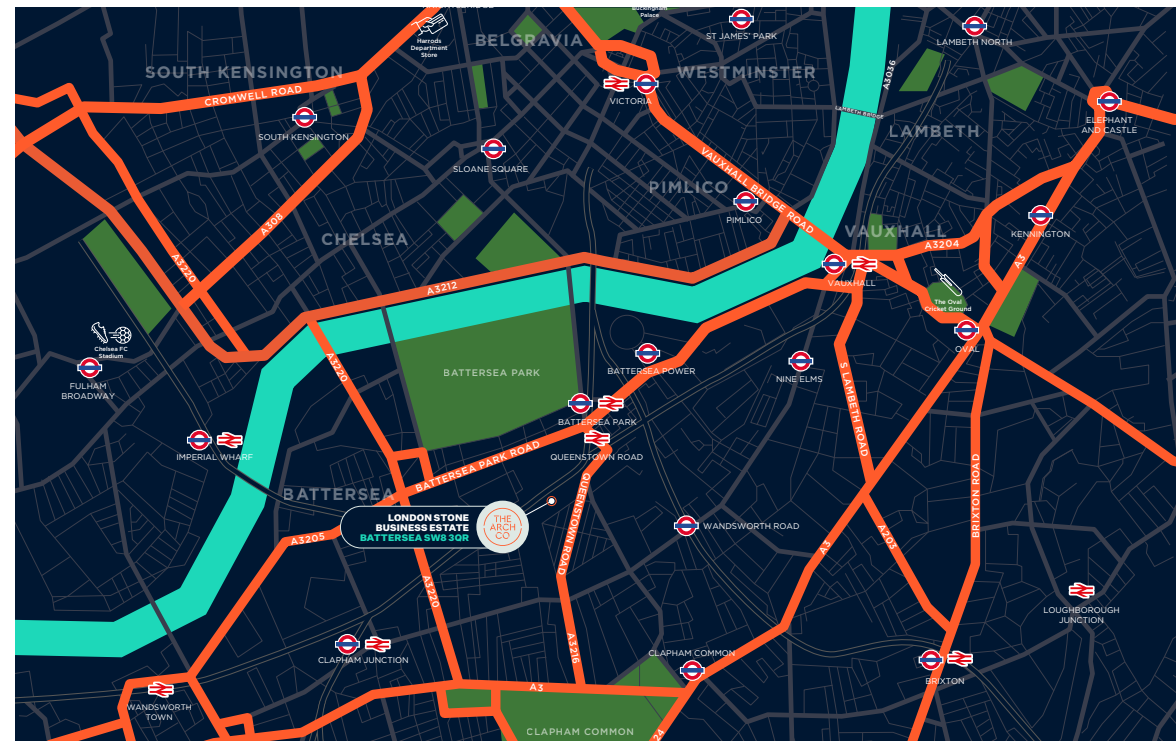 Buckingham
Palace
ST JAMES' PARK
LAMBETH NORTH
Harrods
Department
Store
BELGRAVIA
SOUTH KENSINGTON
WESTMINSTER
A3036
CROMWELL ROAD
VICTORIA
LAMBETH BRIDGE
ELEPHANT
AND CASTLE
SOUTH KENSINGTON
LAMBETH
SLOANE SQUARE
VAUXHALL BRIDGE ROAD
PIMLICO
PIMLICO
A308
CHELSEA
VAUXHALL
KENNINGTON
A3204
A3220
A3
VAUXHALL
A3212
The Oval
Cricket Ground
Chelsea FC
Stadium
OVAL
FULHAM
BROADWAY
A3220
BATTERSEA PARK
BATTERSEA POWER
NINE ELMS
S LAMBETH ROAD
BATTERSEA PARK
IMPERIAL WHARF
QUEENSTOWN ROAD
BATTERSEA PARK ROAD
BATTERSEA
LONDON STONE
BUSINESS ESTATE
BATTERSEA SW8 3QR
THE
ARCH
CO
QUEENSTOWN ROAD
WANDSWORTH ROAD
BRIXTON ROAD
A3205
A3
A203
A3220
LOUGHBOROUGH
JUNCTION
A3216
CLAPHAM JUNCTION
CLAPHAM COMMON
BRIXTON
A3
WANDSWORTH
TOWN
CLAPHAM COMMON
24